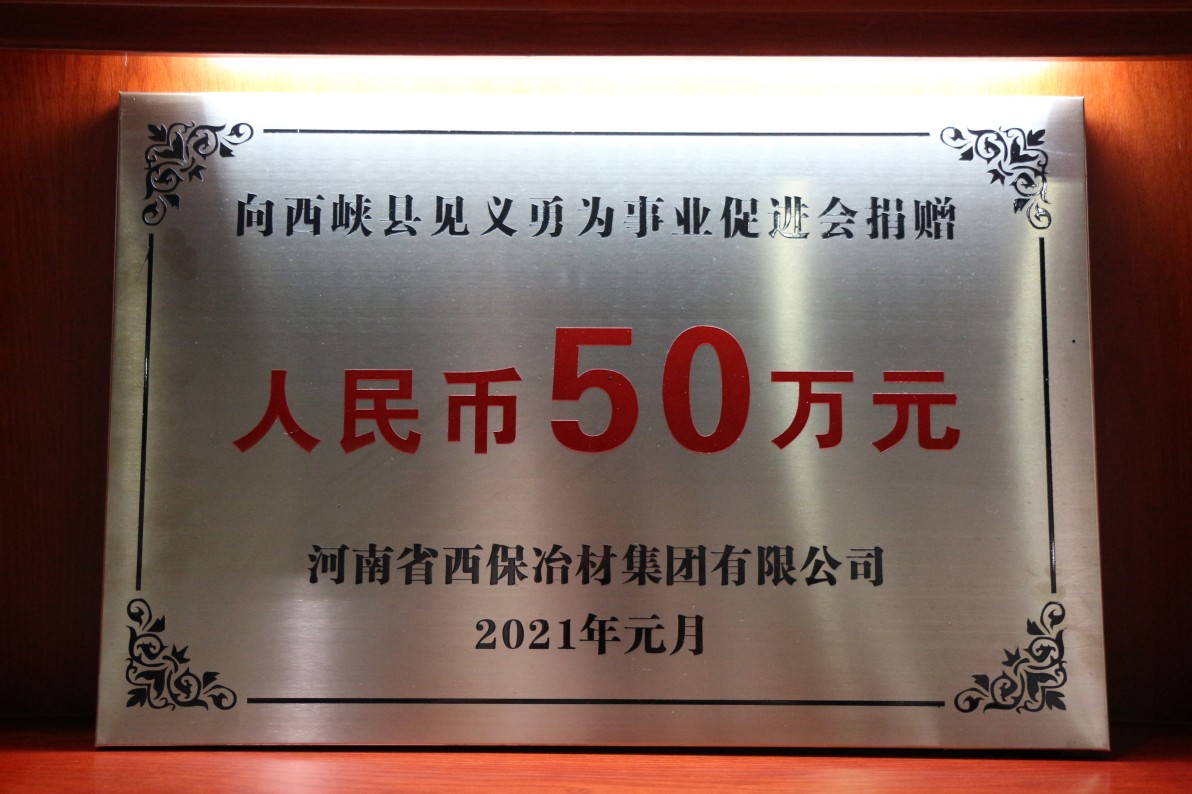 向西峡县见义勇为事业促进会捐赠
人民币50万元
河南省西保冶材集团有限公司
2021年元月